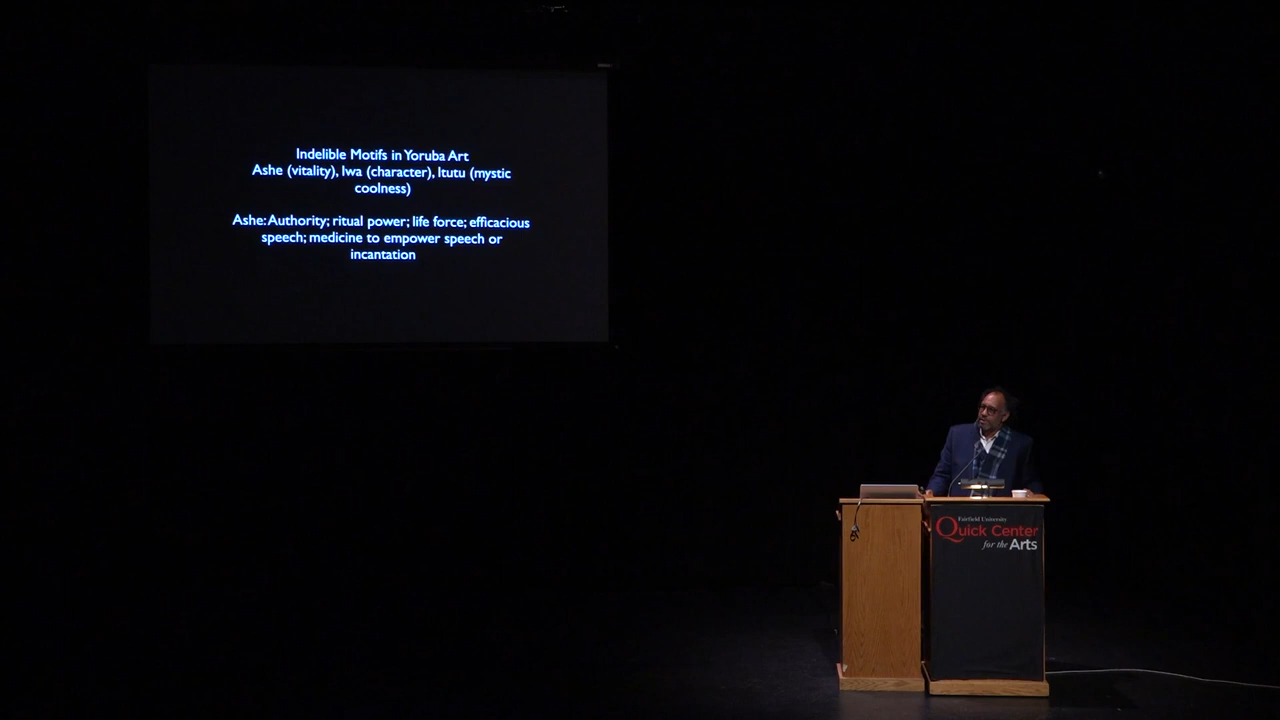 Indelible Motifs in Yoruba Art
Ashe (vitality), Iwa (character), Itutu (mystic
coolness)
Ashe: Authority; ritual power; life force; efficacious
speech; medicine to empower speech or
incantation
Fairfield University
Quick Center
for the Arts